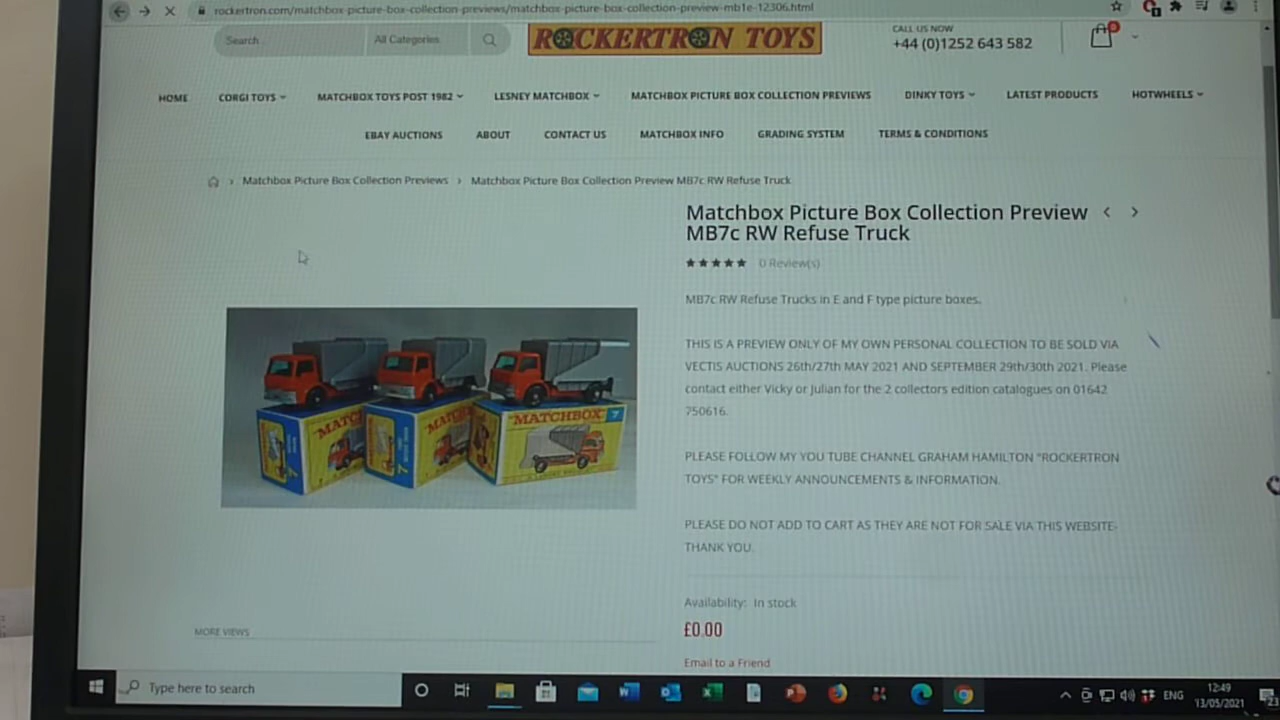 rockertron.com/matchbox-picture-box-collection-previews/matchbox-picture-box-collection-preview-mb1e-12306.html
Search
All Categories
ROCKERTRON TOYS
CALL US NOW
+44 (0)1252 643 582
0
HOME
CORGI TOYS
MATCHBOX TOYS POST 1982
LESNEY MATCHBOX
MATCHBOX PICTURE BOX COLLECTION PREVIEWS
DINKY TOYS
LATEST PRODUCTS
HOTWHEELS
EBAY AUCTIONS
ABOUT
CONTACT US
MATCHBOX INFO
GRADING SYSTEM
TERMS & CONDITIONS
Matchbox Picture Box Collection Previews > Matchbox Picture Box Collection Preview MB7c RW Refuse Truck
Matchbox Picture Box Collection Preview
MB7c RW Refuse Truck
0 Review(s)
MB7c RW Refuse Trucks in E and F type picture boxes.
THIS IS A PREVIEW ONLY OF MY OWN PERSONAL COLLECTION TO BE SOLD VIA
VECTIS AUCTIONS 26th/27th MAY 2021 AND SEPTEMBER 29th/30th 2021. Please
contact either Vicky or Julian for the 2 collectors edition catalogues on 01642
750616.
PLEASE FOLLOW MY YOU TUBE CHANNEL GRAHAM HAMILTON "ROCKERTRON
TOYS" FOR WEEKLY ANNOUNCEMENTS & INFORMATION.
PLEASE DO NOT ADD TO CART AS THEY ARE NOT FOR SALE VIA THIS WEBSITE-
THANK YOU.
MATCHBOX
7
7
7
Availability: In stock
£0.00
Email to a Friend
MORE VIEWS
Type here to search
ENG
12:49
13/05/2021